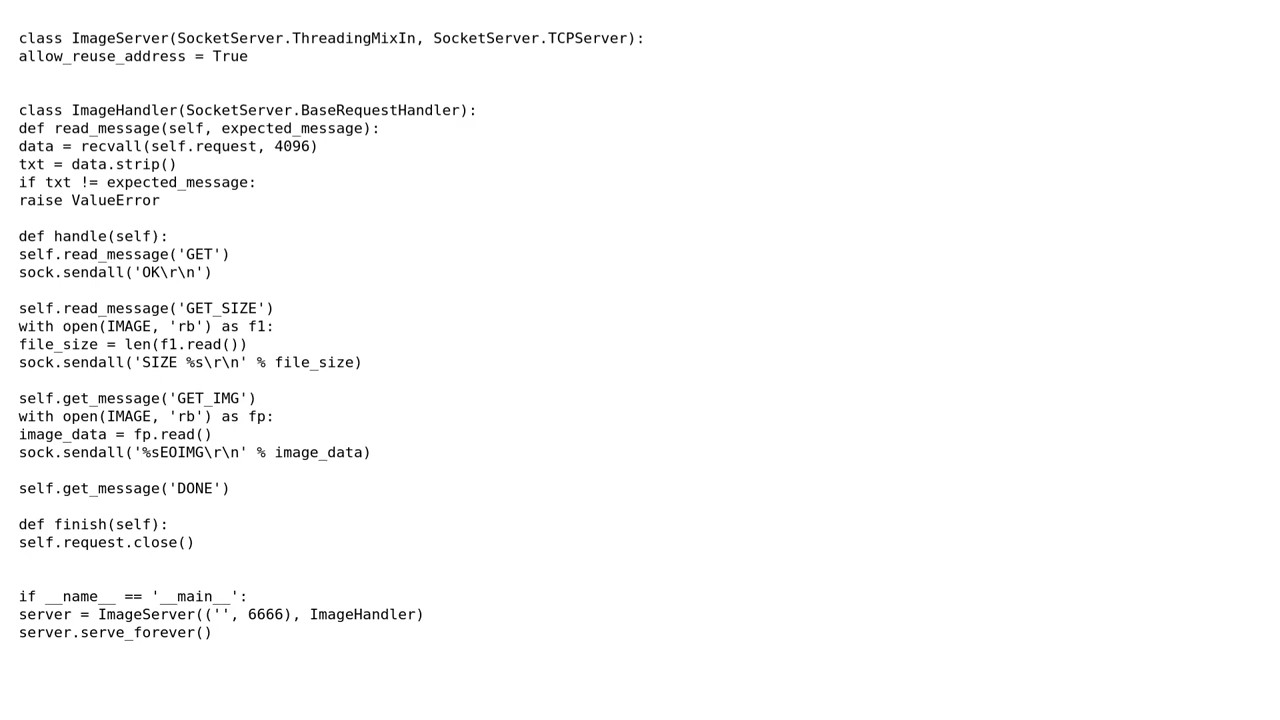 class ImageServer(SocketServer.ThreadingMixIn, SocketServer.TCPServer):
allow_reuse_address = True
class ImageHandler(SocketServer.BaseRequestHandler):
def read_message(self, expected_message):
data = recvall(self.request, 4096)
txt = data.strip()
if txt != expected_message:
raise ValueError
def handle(self):
self.read_message('GET')
sock.sendall('OK\r\n')
self.read_message('GET_SIZE')
with open(IMAGE, 'rb') as f1:
file_size = len(f1.read())
sock.sendall('SIZE %s\r\n' % file_size)
self.get_message('GET_IMG')
with open(IMAGE, 'rb') as fp:
image_data = fp.read()
sock.sendall('%sEOIMG\r\n' % image_data)
self.get_message('DONE')
def finish(self):
self.request.close()
if __name__ == '__main__':
server = ImageServer(('', 6666), ImageHandler)
server.serve_forever()